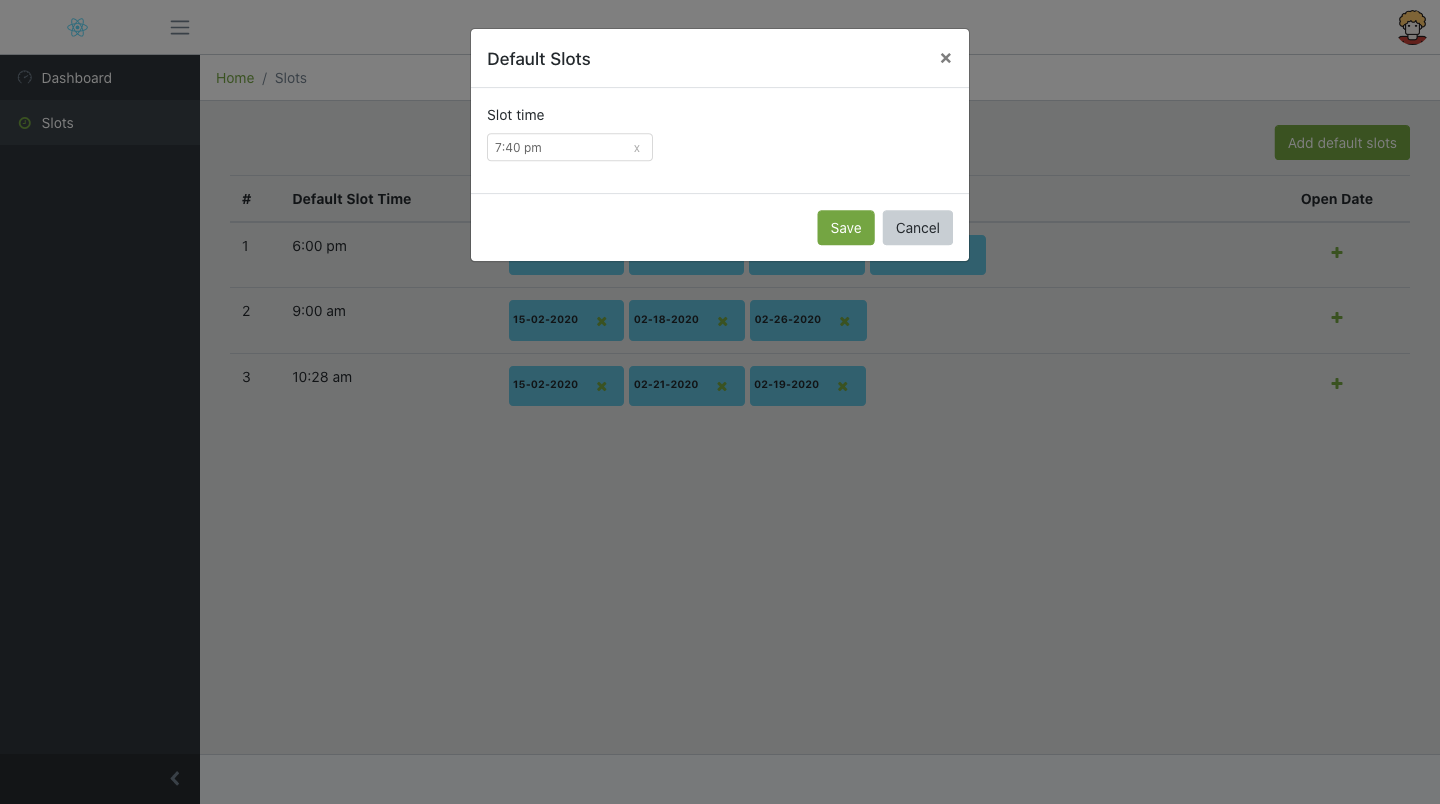 Default Slots ×
Dashboard
Home / Slots
Slot time
Slots
7:40 pm x
Add default slots
# Default Slot Time Open Date
Save Cancel
1 6:00 pm
2 9:00 am 15-02-2020 02-18-2020 02-26-2020
3 10:28 am 15-02-2020 02-21-2020 02-19-2020